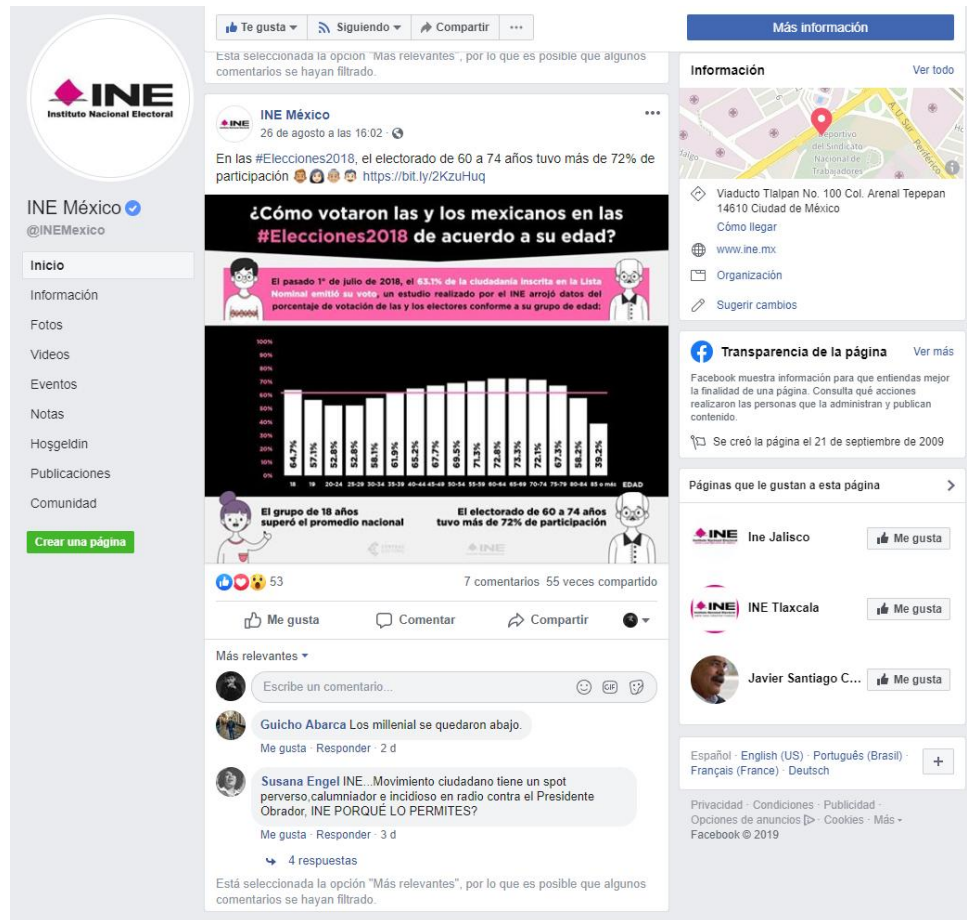 INE
Instituto Nacional Electoral
INE México
@INEMexico
Inicio
Información
Fotos
Videos
Eventos
Notas
Hoşgeldin
Publicaciones
Comunidad
Crear una página
Te gusta
Siguiendo
Compartir
Está seleccionada la opción "Más relevantes", por lo que es posible que algunos
comentarios se hayan filtrado.
INE México
26 de agosto a las 16:02
En las #Elecciones2018, el electorado de 60 a 74 años tuvo más de 72% de
participación https://bit.ly/2KzuHuq
¿Cómo votaron las y los mexicanos en las
#Elecciones2018 de acuerdo a su edad?
El pasado 1° de julio de 2018, el 63.1% de la ciudadanía inscrita en la Lista
Nominal emitió su voto, un estudio realizado por el INE arrojó datos del
porcentaje de votación de las y los electores conforme a su grupo de edad:
100%
90%
80%
70%
60%
50%
40%
30%
20%
10%
0%
64.7% 57.1% 52.8% 52.8% 58.1% 61.9% 65.2% 67.7% 69.5% 71.3% 72.8% 73.3% 72.1% 67.3% 58.2% 39.2%
18 19 20-24 25-29 30-34 35-39 40-44 45-49 50-54 55-59 60-64 65-69 70-74 75-79 80-84 85 o más EDAD
El grupo de 18 años
superó el promedio nacional
El electorado de 60 a 74 años
tuvo más de 72% de participación
INE
53
7 comentarios 55 veces compartido
Me gusta
Comentar
Compartir
Más relevantes
Escribe un comentario...
GIF
Guicho Abarca Los millenial se quedaron abajo.
Me gusta · Responder · 2 d
Susana Engel INE...Movimiento ciudadano tiene un spot
perverso,calumniador e incidioso en radio contra el Presidente
Obrador, INE PORQUÉ LO PERMITES?
Me gusta · Responder · 3 d
4 respuestas
Está seleccionada la opción "Más relevantes", por lo que es posible que algunos
comentarios se hayan filtrado.
Más información
Información
Ver todo
Deportivo
del Sindicato
Nacional de
Trabajadores
A. U. Sur
Periférico
Viaducto Tlalpan No. 100 Col. Arenal Tepepan
14610 Ciudad de México
Cómo llegar
www.ine.mx
Organización
Sugerir cambios
Transparencia de la página
Ver más
Facebook muestra información para que entiendas mejor
la finalidad de una página. Consulta qué acciones
realizaron las personas que la administran y publican
contenido.
Se creó la página el 21 de septiembre de 2009
Páginas que le gustan a esta página
INE
Ine Jalisco
Me gusta
INE
INE Tlaxcala
Me gusta
Javier Santiago C...
Me gusta
Español · English (US) · Português (Brasil) ·
Français (France) · Deutsch
Privacidad · Condiciones · Publicidad ·
Opciones de anuncios · Cookies · Más
Facebook © 2019